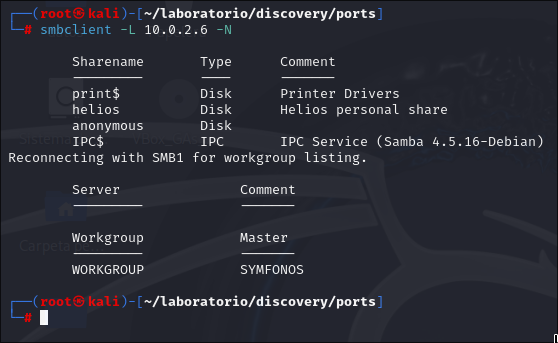 ┌──(root㉿kali)-[~/laboratorio/discovery/ports]
└─# smbclient -L 10.0.2.6 -N
Sharename Type Comment
--------- ---- -------
print$ Disk Printer Drivers
helios Disk Helios personal share
anonymous Disk
IPC$ IPC IPC Service (Samba 4.5.16-Debian)
Reconnecting with SMB1 for workgroup listing.
Server Comment
--------- -------
Workgroup Master
--------- -------
WORKGROUP SYMFONOS
┌──(root㉿kali)-[~/laboratorio/discovery/ports]
└─#